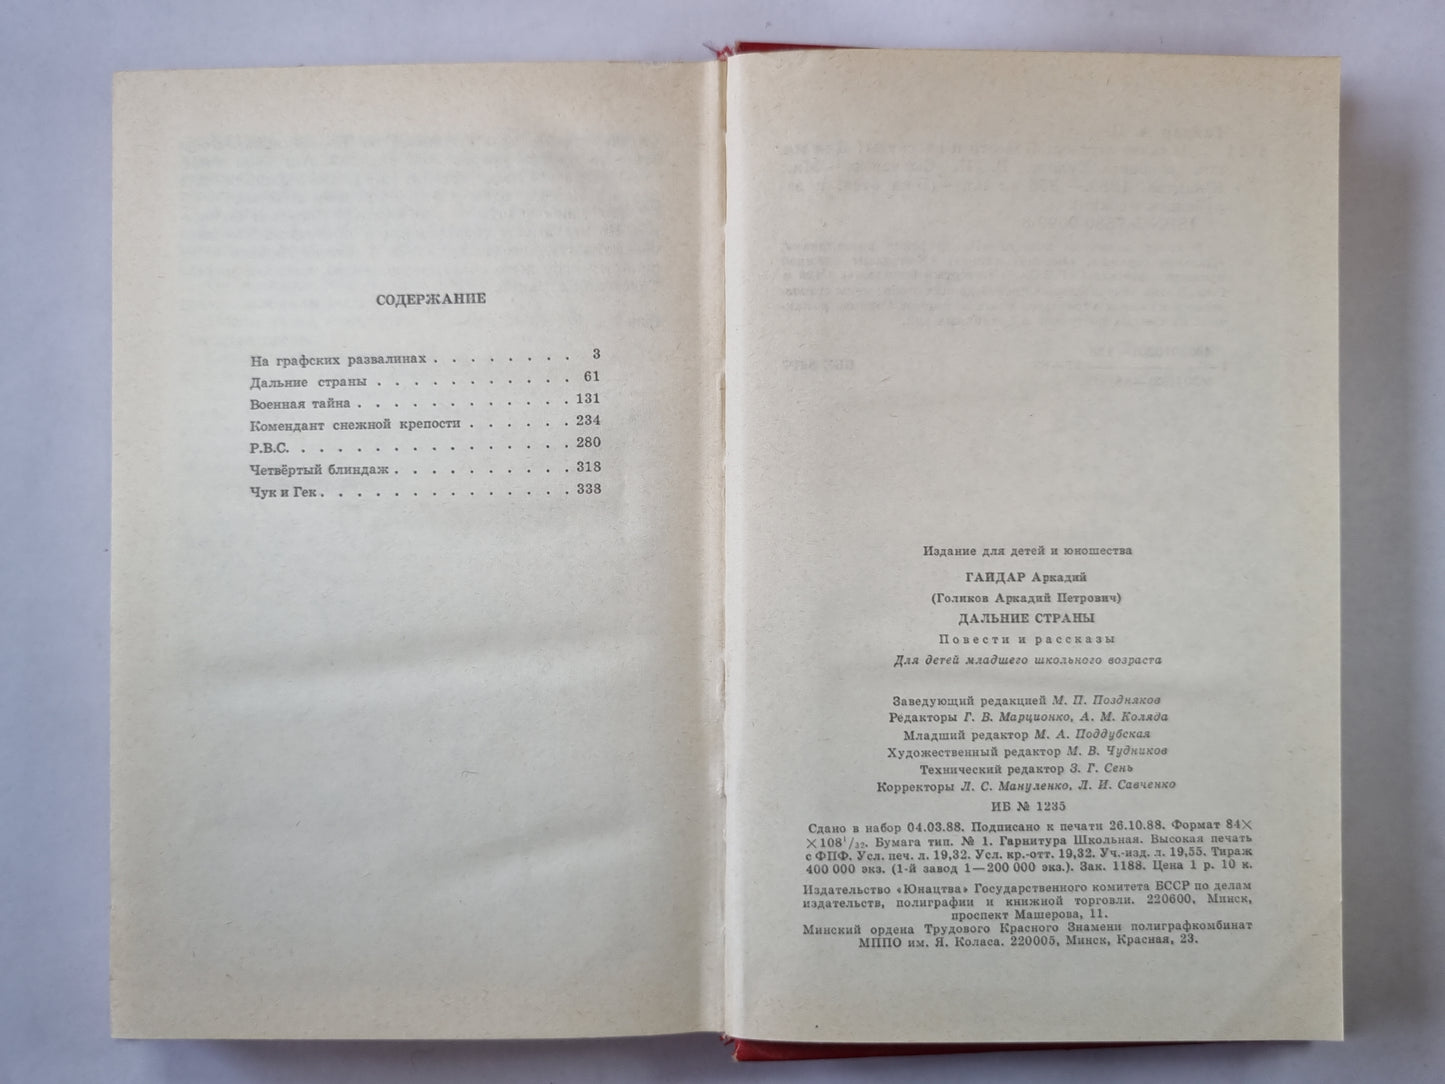 СОДЕРЖАНИЕ
На графских развалинах . . . . . . . . 3
Дальние страны . . . . . . . . . . . 61
Военная тайна . . . . . . . . . . . . 131
Комендант снежной крепости . . . . . . 234
Р.В.С. . . . . . . . . . . . . . . . 280
Четвёртый блиндаж . . . . . . . . . . 318
Чук и Гек . . . . . . . . . . . . . . 338
Издание для детей и юношества
ГАЙДАР Аркадий
(Голиков Аркадий Петрович)
ДАЛЬНИЕ СТРАНЫ
Повести и рассказы
Для детей младшего школьного возраста
Заведующий редакцией М. П. Поздняков
Редакторы Г. В. Марционко, А. М. Коляда
Младший редактор М. А. Поддубская
Художественный редактор М. В. Чудников
Технический редактор З. Г. Сень
Корректоры Л. С. Мануленко, Л. И. Савченко
ИБ № 1235
Сдано в набор 04.03.88. Подписано к печати 26.10.88. Формат 84×
×108¹/₃₂. Бумага тип. № 1. Гарнитура Школьная. Высокая печать
с ФПФ. Усл. печ. л. 19,32. Усл. кр.-отт. 19,32. Уч.-изд. л. 19,55. Тираж
400 000 экз. (1-й завод 1—200 000 экз.). Зак. 1188. Цена 1 р. 10 к.
Издательство «Юнацтва» Государственного комитета БССР по делам
издательств, полиграфии и книжной торговли. 220600, Минск,
проспект Машерова, 11.
Минский ордена Трудового Красного Знамени полиграфкомбинат
МППО им. Я. Коласа. 220005, Минск, Красная, 23.